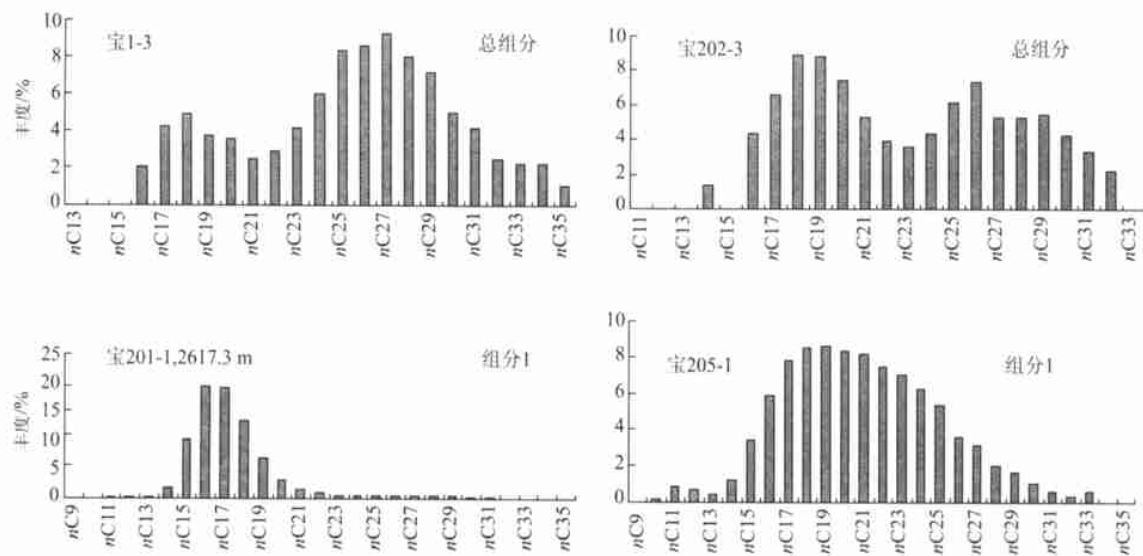 宝1-3
总组分
丰度/%
10
8
6
4
2
0
nC13
nC15
nC17
nC19
nC21
nC23
nC25
nC27
nC29
nC31
nC33
nC35
宝202-3
总组分
10
8
6
4
2
0
nC11
nC13
nC15
nC17
nC19
nC21
nC23
nC25
nC27
nC29
nC31
nC33
宝201-1,2617.3 m
组分1
丰度/%
25
20
15
10
5
0
nC9
nC11
nC13
nC15
nC17
nC19
nC21
nC23
nC25
nC27
nC29
nC31
nC33
nC35
宝205-1
组分1
10
8
6
4
2
0
nC9
nC11
nC13
nC15
nC17
nC19
nC21
nC23
nC25
nC27
nC29
nC31
nC33
nC35